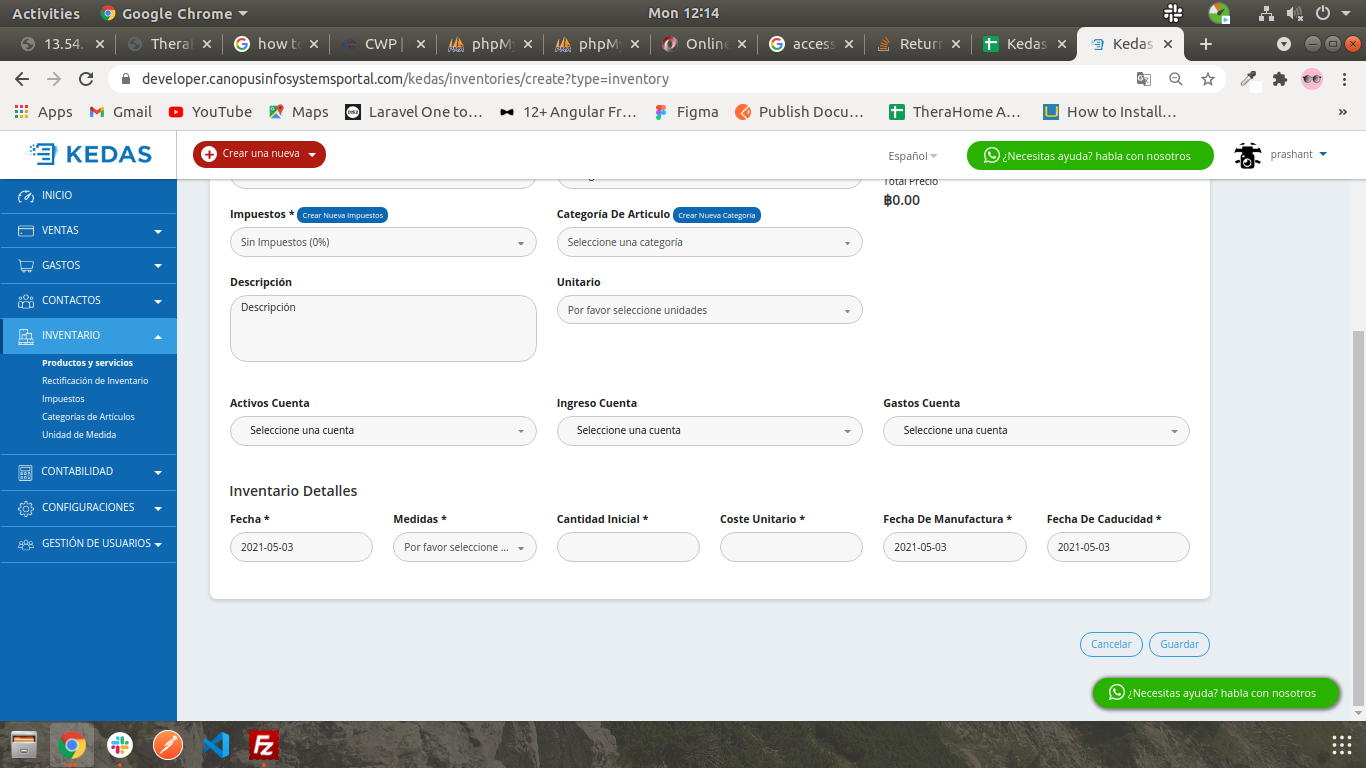 Activities
Google Chrome
Mon 12:14
13.54.
Thera
how to
CWP |
phpMy
phpMy
Online
access
Return
Kedas
Kedas
developer.canopusinfosystemsportal.com/kedas/inventories/create?type=inventory
Apps
Gmail
YouTube
Maps
Laravel One to...
12+ Angular Fr...
Figma
Publish Docu...
TheraHome A...
How to Install...
»
KEDAS
Crear una nueva
Español
¿Necesitas ayuda? habla con nosotros
prashant
INICIO
VENTAS
GASTOS
CONTACTOS
INVENTARIO
Productos y servicios
Rectificación de Inventario
Impuestos
Categorías de Artículos
Unidad de Medida
CONTABILIDAD
CONFIGURACIONES
GESTIÓN DE USUARIOS
Total Precio
฿0.00
Impuestos * Crear Nueva Impuestos
Categoría De Articulo Crear Nueva Categoría
Sin Impuestos (0%)
Seleccione una categoría
Descripción
Unitario
Descripción
Por favor seleccione unidades
Activos Cuenta
Ingreso Cuenta
Gastos Cuenta
Seleccione una cuenta
Seleccione una cuenta
Seleccione una cuenta
Inventario Detalles
Fecha *
Medidas *
Cantidad Inicial *
Coste Unitario *
Fecha De Manufactura *
Fecha De Caducidad *
2021-05-03
Por favor seleccione ...
2021-05-03
2021-05-03
Cancelar
Guardar
¿Necesitas ayuda? habla con nosotros